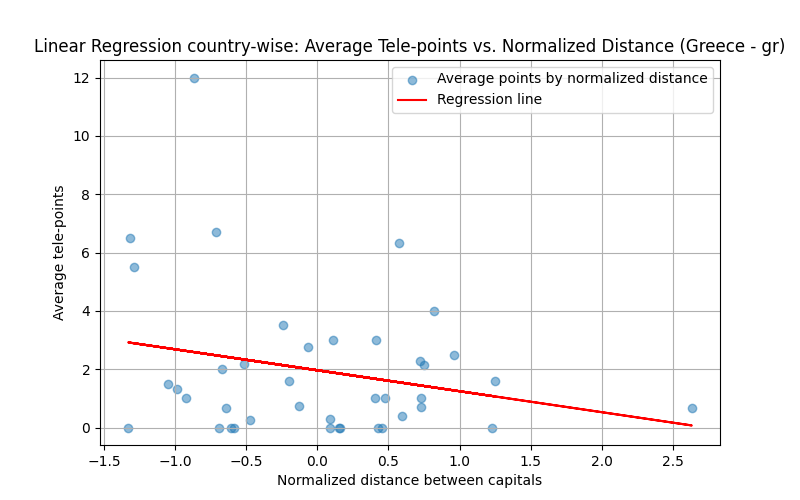 Linear Regression country-wise: Average Tele-points vs. Normalized Distance (Greece - gr)
Average points by normalized distance
Regression line
Average tele-points
12
10
8
6
4
2
0
−1.5 −1.0 −0.5 0.0 0.5 1.0 1.5 2.0 2.5
Normalized distance between capitals